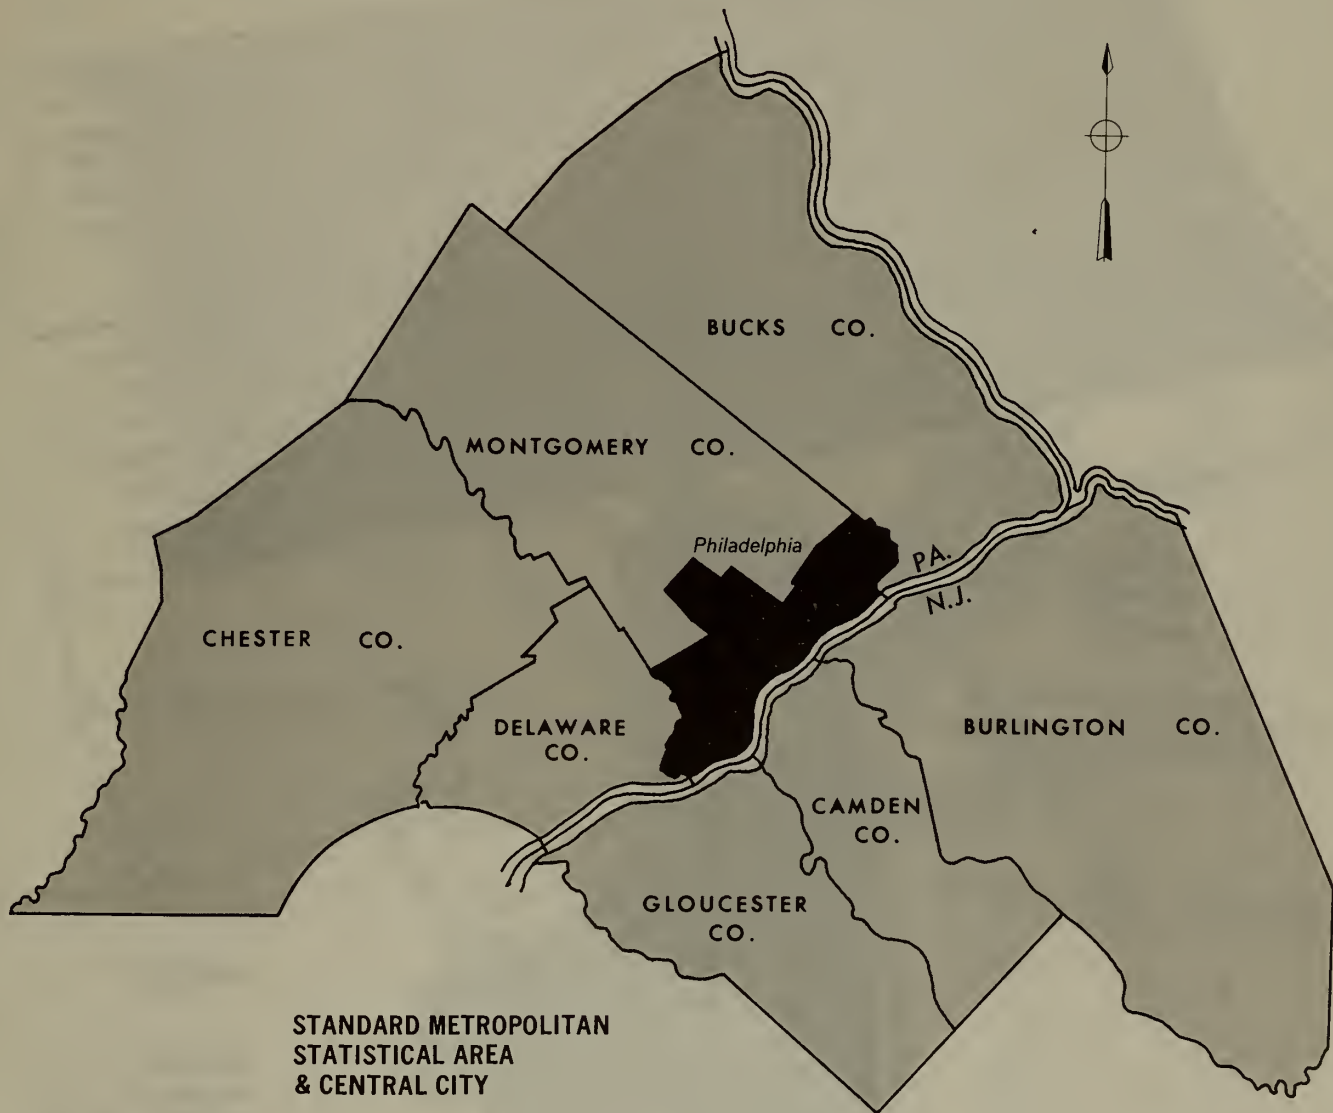 BUCKS CO.
MONTGOMERY CO.
Philadelphia
PA.
N.J.
CHESTER CO.
DELAWARE
CO.
BURLINGTON CO.
CAMDEN
CO.
GLOUCESTER
CO.
STANDARD METROPOLITAN
STATISTICAL AREA
& CENTRAL CITY